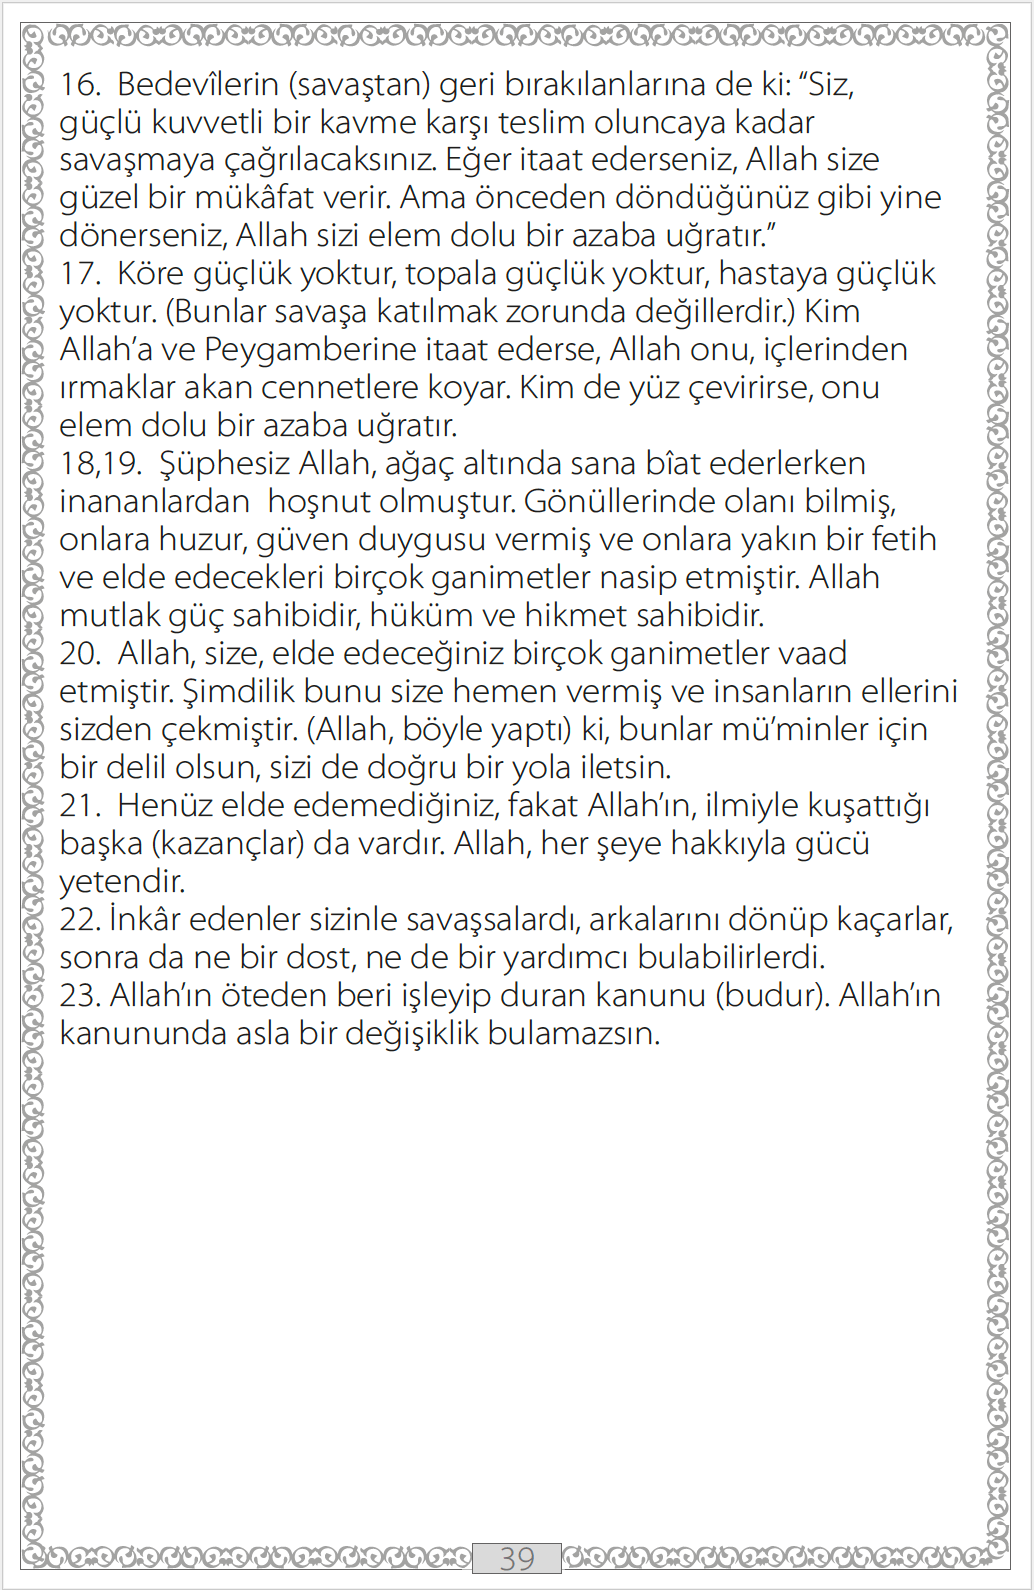 16.  Bedevîlerin (savaştan) geri bırakılanlarına de ki: “Siz,
güçlü kuvvetli bir kavme karşı teslim oluncaya kadar
savaşmaya çağrılacaksınız. Eğer itaat ederseniz, Allah size
güzel bir mükâfat verir. Ama önceden döndüğünüz gibi yine
dönerseniz, Allah sizi elem dolu bir azaba uğratır.”
17.  Köre güçlük yoktur, topala güçlük yoktur, hastaya güçlük
yoktur. (Bunlar savaşa katılmak zorunda değillerdir.) Kim
Allah’a ve Peygamberine itaat ederse, Allah onu, içlerinden
ırmaklar akan cennetlere koyar. Kim de yüz çevirirse, onu
elem dolu bir azaba uğratır.
18,19.  Şüphesiz Allah, ağaç altında sana bîat ederlerken
inananlardan  hoşnut olmuştur. Gönüllerinde olanı bilmiş,
onlara huzur, güven duygusu vermiş ve onlara yakın bir fetih
ve elde edecekleri birçok ganimetler nasip etmiştir. Allah
mutlak güç sahibidir, hüküm ve hikmet sahibidir.
20.  Allah, size, elde edeceğiniz birçok ganimetler vaad
etmiştir. Şimdilik bunu size hemen vermiş ve insanların ellerini
sizden çekmiştir. (Allah, böyle yaptı) ki, bunlar mü’minler için
bir delil olsun, sizi de doğru bir yola iletsin.
21.  Henüz elde edemediğiniz, fakat Allah’ın, ilmiyle kuşattığı
başka (kazançlar) da vardır. Allah, her şeye hakkıyla gücü
yetendir.
22. İnkâr edenler sizinle savaşsalardı, arkalarını dönüp kaçarlar,
sonra da ne bir dost, ne de bir yardımcı bulabilirlerdi.
23. Allah’ın öteden beri işleyip duran kanunu (budur). Allah’ın
kanununda asla bir değişiklik bulamazsın.
39